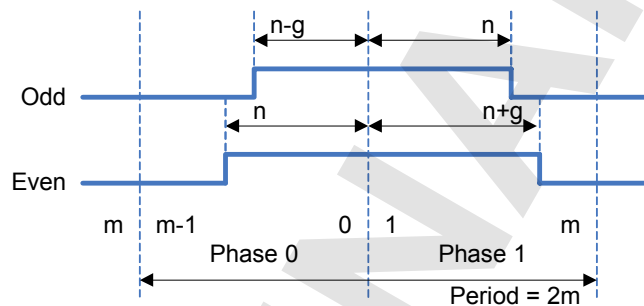 n-g n
Odd
n n+g
Even
m m-1 0 1 m
Phase 0 Phase 1
Period = 2m